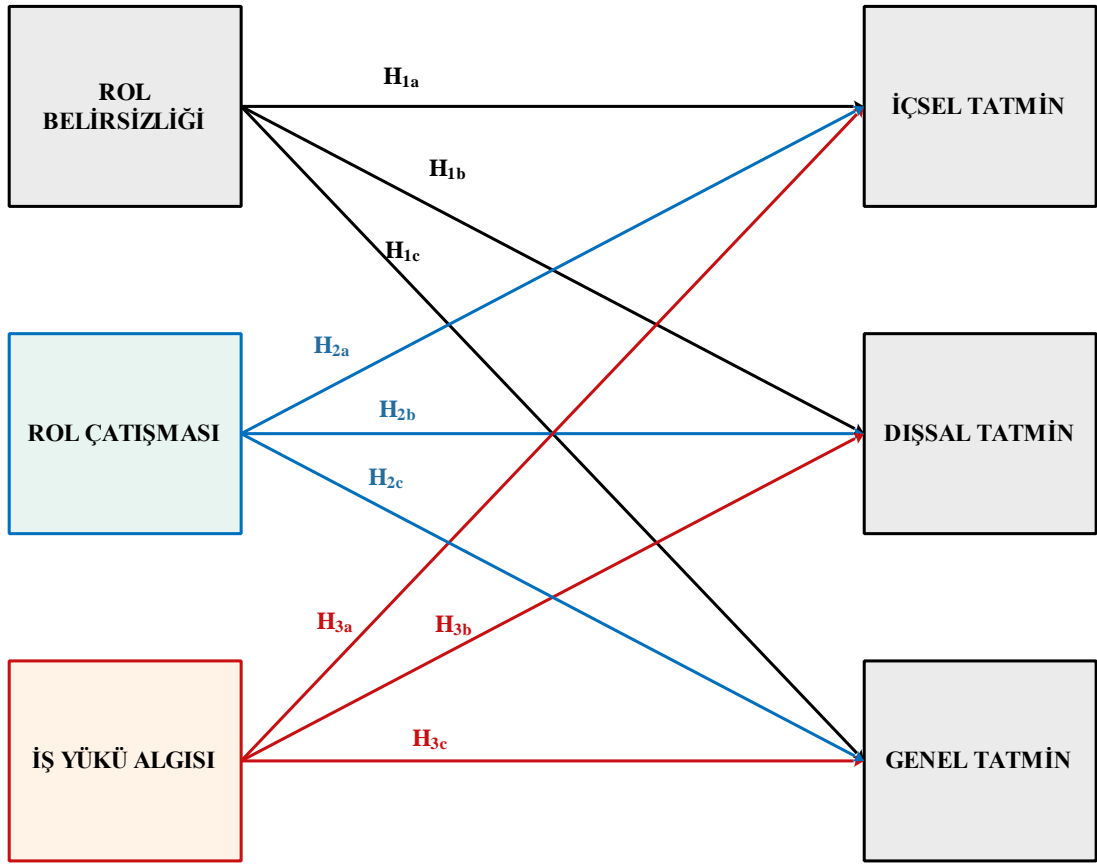 ROL
BELİRSİZLİĞİ
H1a
İÇSEL TATMİN
H1b
H1c
H2a
ROL ÇATIŞMASI
H2b
DIŞSAL TATMİN
H2c
H3a
H3b
İŞ YÜKÜ ALGISI
H3c
GENEL TATMİN